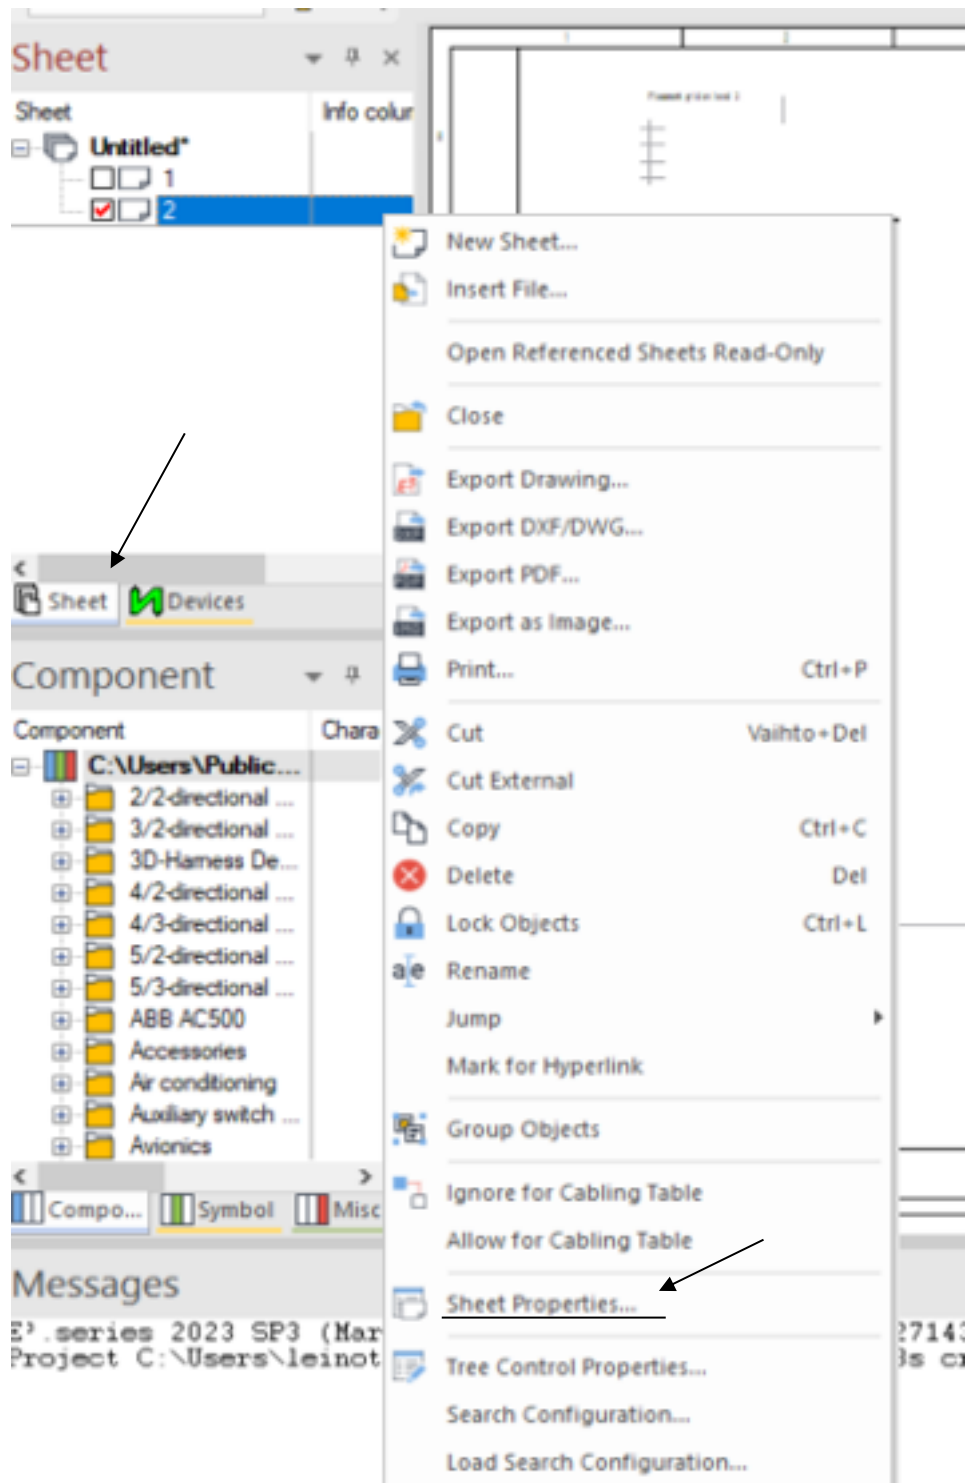 Sheet
Sheet Info colur
Untitled*
1
2
New Sheet...
Insert File...
Open Referenced Sheets Read-Only
Close
Export Drawing...
Export DXF/DWG...
Export PDF...
Export as Image...
Print... Ctrl+P
Cut Vaihto+Del
Cut External
Copy Ctrl+C
Delete Del
Lock Objects Ctrl+L
Rename
Jump
Mark for Hyperlink
Group Objects
Ignore for Cabling Table
Allow for Cabling Table
Sheet Properties...
Tree Control Properties...
Search Configuration...
Load Search Configuration...
Sheet Devices
Component
Component Chara
C:\Users\Public...
2/2-directional ...
3/2-directional ...
3D-Harness De...
4/2-directional ...
4/3-directional ...
5/2-directional ...
5/3-directional ...
ABB AC500
Accessories
Air conditioning
Auxiliary switch ...
Avionics
Compo... Symbol Misc
Messages
E³.series 2023 SP3 (Mar 27143
Project C:\Users\leinot 3s cr